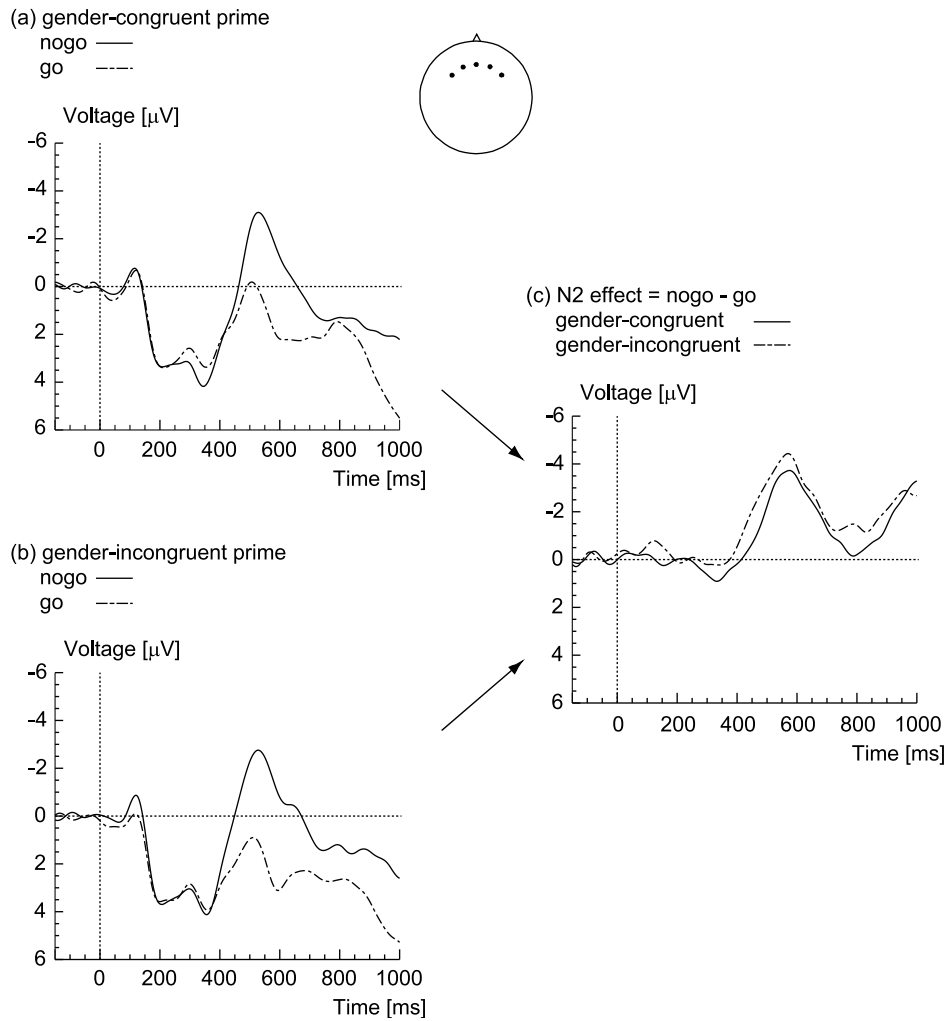 (a) gender-congruent prime
nogo
go
Voltage [µV]
-6
-4
-2
0
2
4
6
0 200 400 600 800 1000
Time [ms]
(b) gender-incongruent prime
nogo
go
Voltage [µV]
-6
-4
-2
0
2
4
6
0 200 400 600 800 1000
Time [ms]
(c) N2 effect = nogo - go
gender-congruent
gender-incongruent
Voltage [µV]
-6
-4
-2
0
2
4
6
0 200 400 600 800 1000
Time [ms]